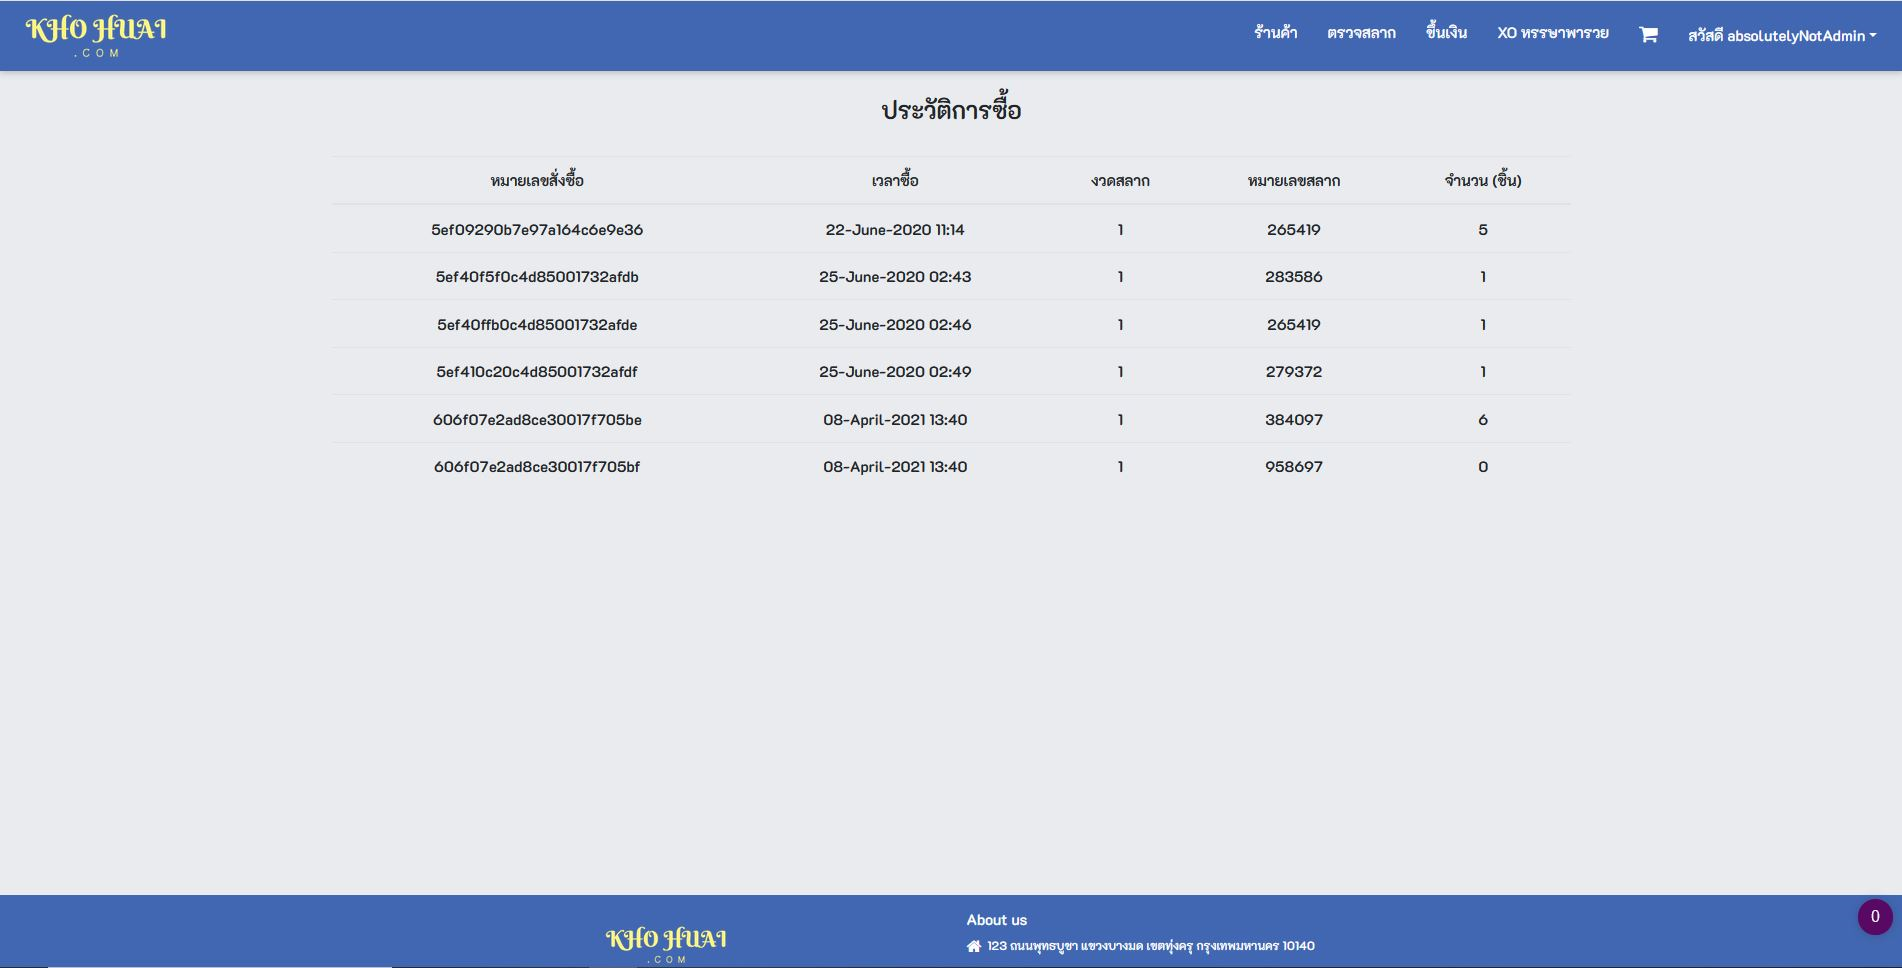 KHO HUAI
.COM
ร้านค้า ตรวจสลาก ขึ้นเงิน XO หรรษาพารวย สวัสดี absolutelyNotAdmin
ประวัติการซื้อ
หมายเลขสั่งซื้อ เวลาซื้อ งวดสลาก หมายเลขสลาก จำนวน (ชิ้น)
5ef09290b7e97a164c6e9e36 22-June-2020 11:14 1 265419 5
5ef40f5f0c4d85001732afdb 25-June-2020 02:43 1 283586 1
5ef40ffb0c4d85001732afde 25-June-2020 02:46 1 265419 1
5ef410c20c4d85001732afdf 25-June-2020 02:49 1 279372 1
606f07e2ad8ce30017f705be 08-April-2021 13:40 1 384097 6
606f07e2ad8ce30017f705bf 08-April-2021 13:40 1 958697 0
KHO HUAI
.COM
About us
123 ถนนพุทธบูชา แขวงบางมด เขตทุ่งครุ กรุงเทพมหานคร 10140
0